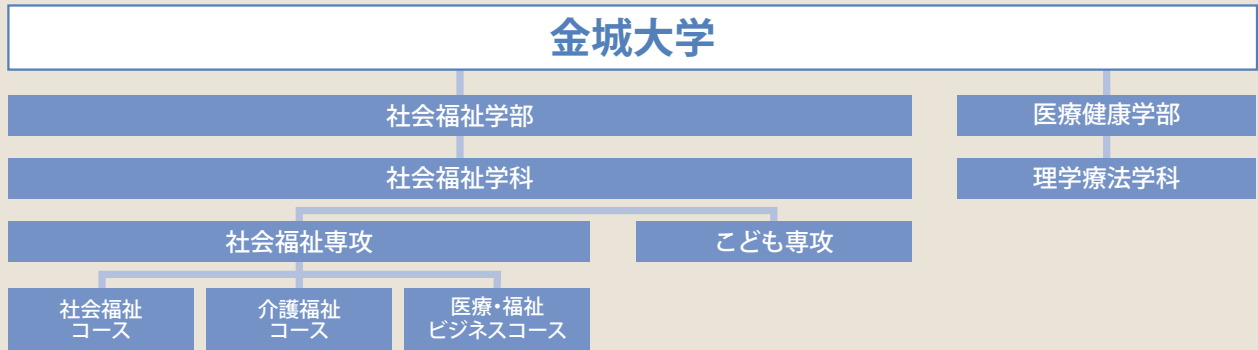 金城大学
社会福祉学部
医療健康学部
社会福祉学科
理学療法学科
社会福祉専攻
こども専攻
社会福祉
コース
介護福祉
コース
医療・福祉
ビジネスコース